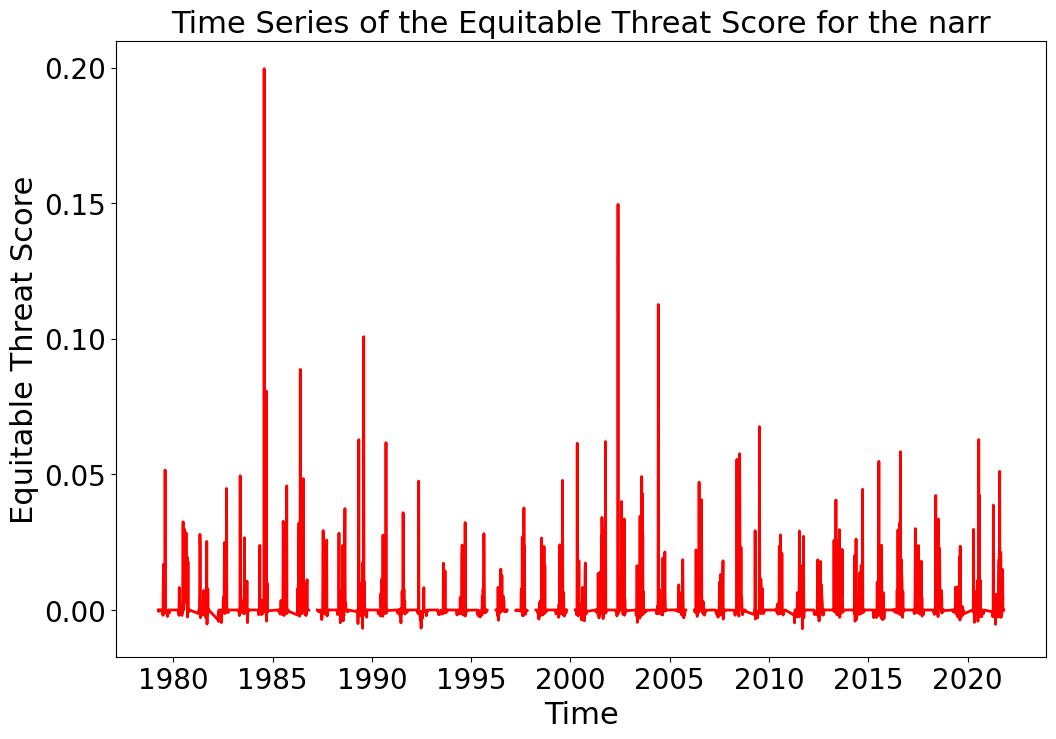 Time Series of the Equitable Threat Score for the narr
Equitable Threat Score
0.20
0.15
0.10
0.05
0.00
1980 1985 1990 1995 2000 2005 2010 2015 2020
Time